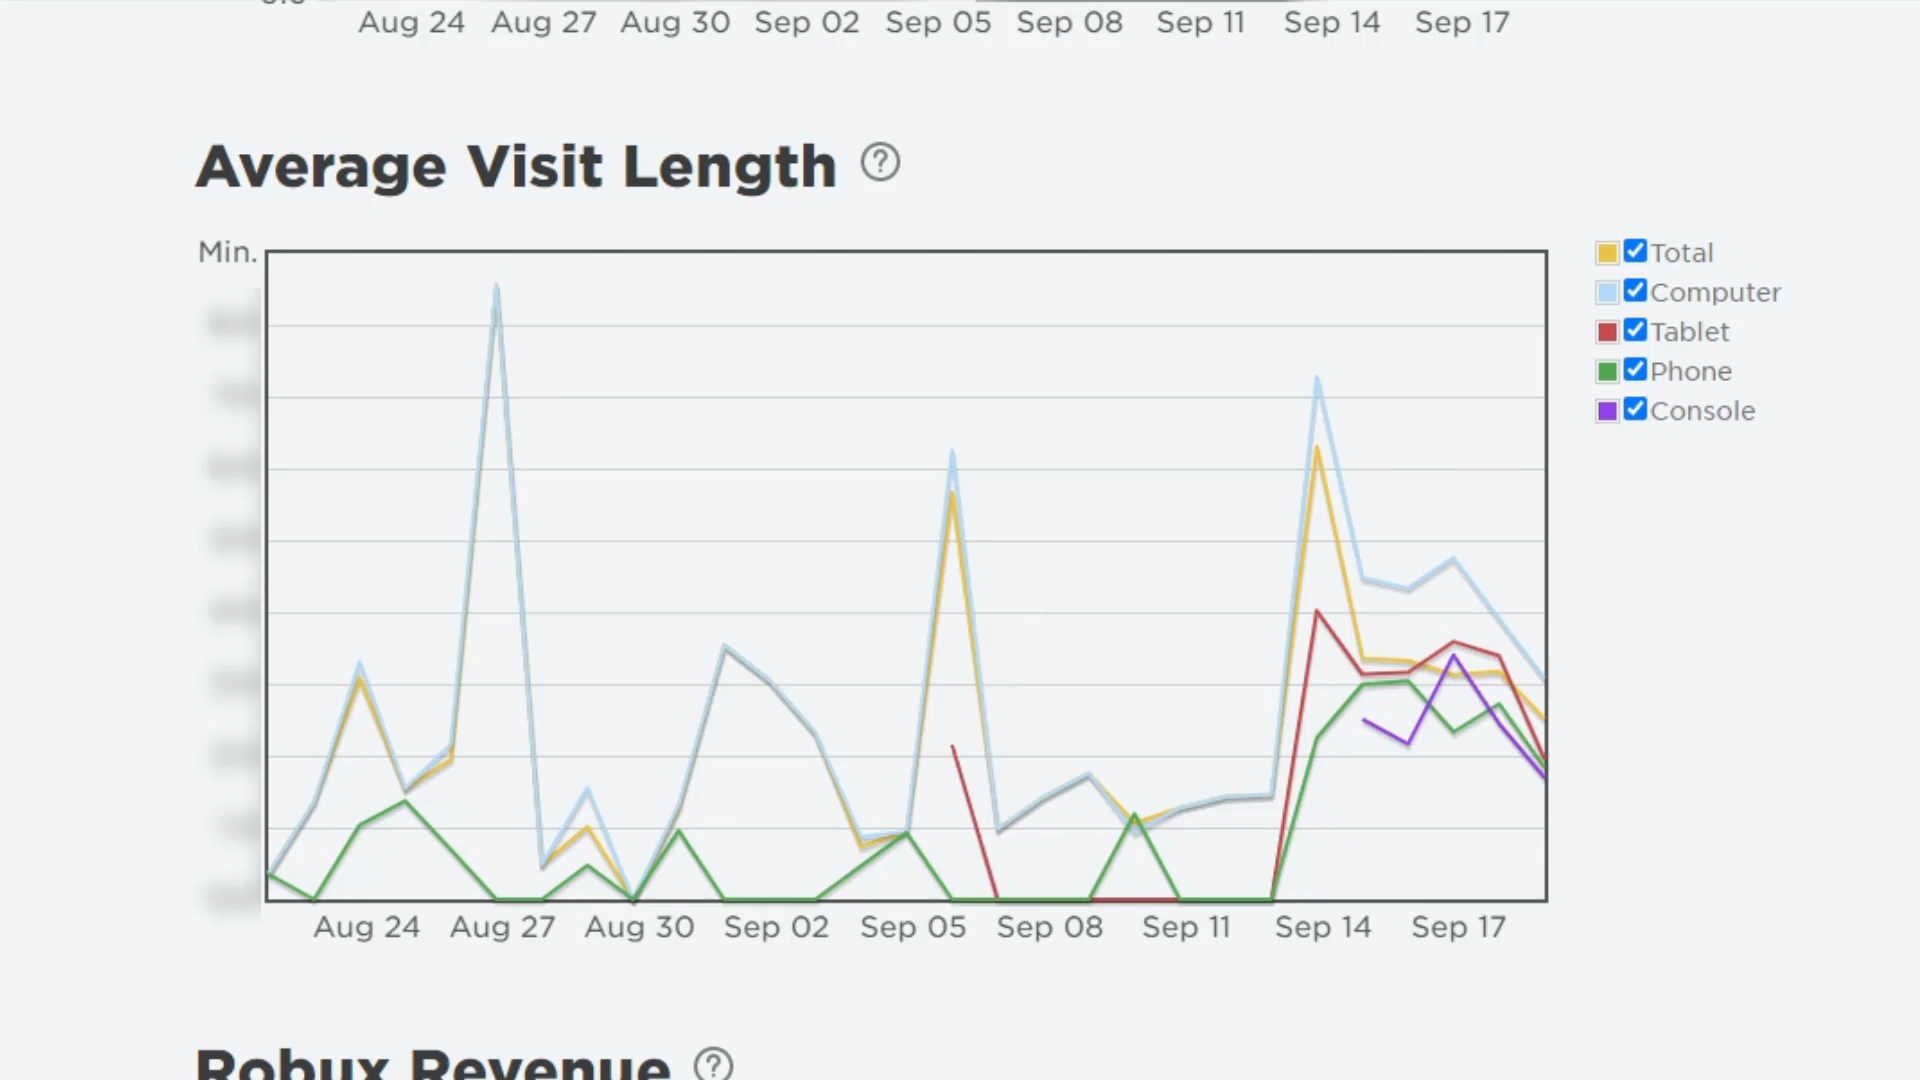 Aug 24 Aug 27 Aug 30 Sep 02 Sep 05 Sep 08 Sep 11 Sep 14 Sep 17
Average Visit Length ?
Min.
Total
Computer
Tablet
Phone
Console
Aug 24 Aug 27 Aug 30 Sep 02 Sep 05 Sep 08 Sep 11 Sep 14 Sep 17
Robux Revenue ?